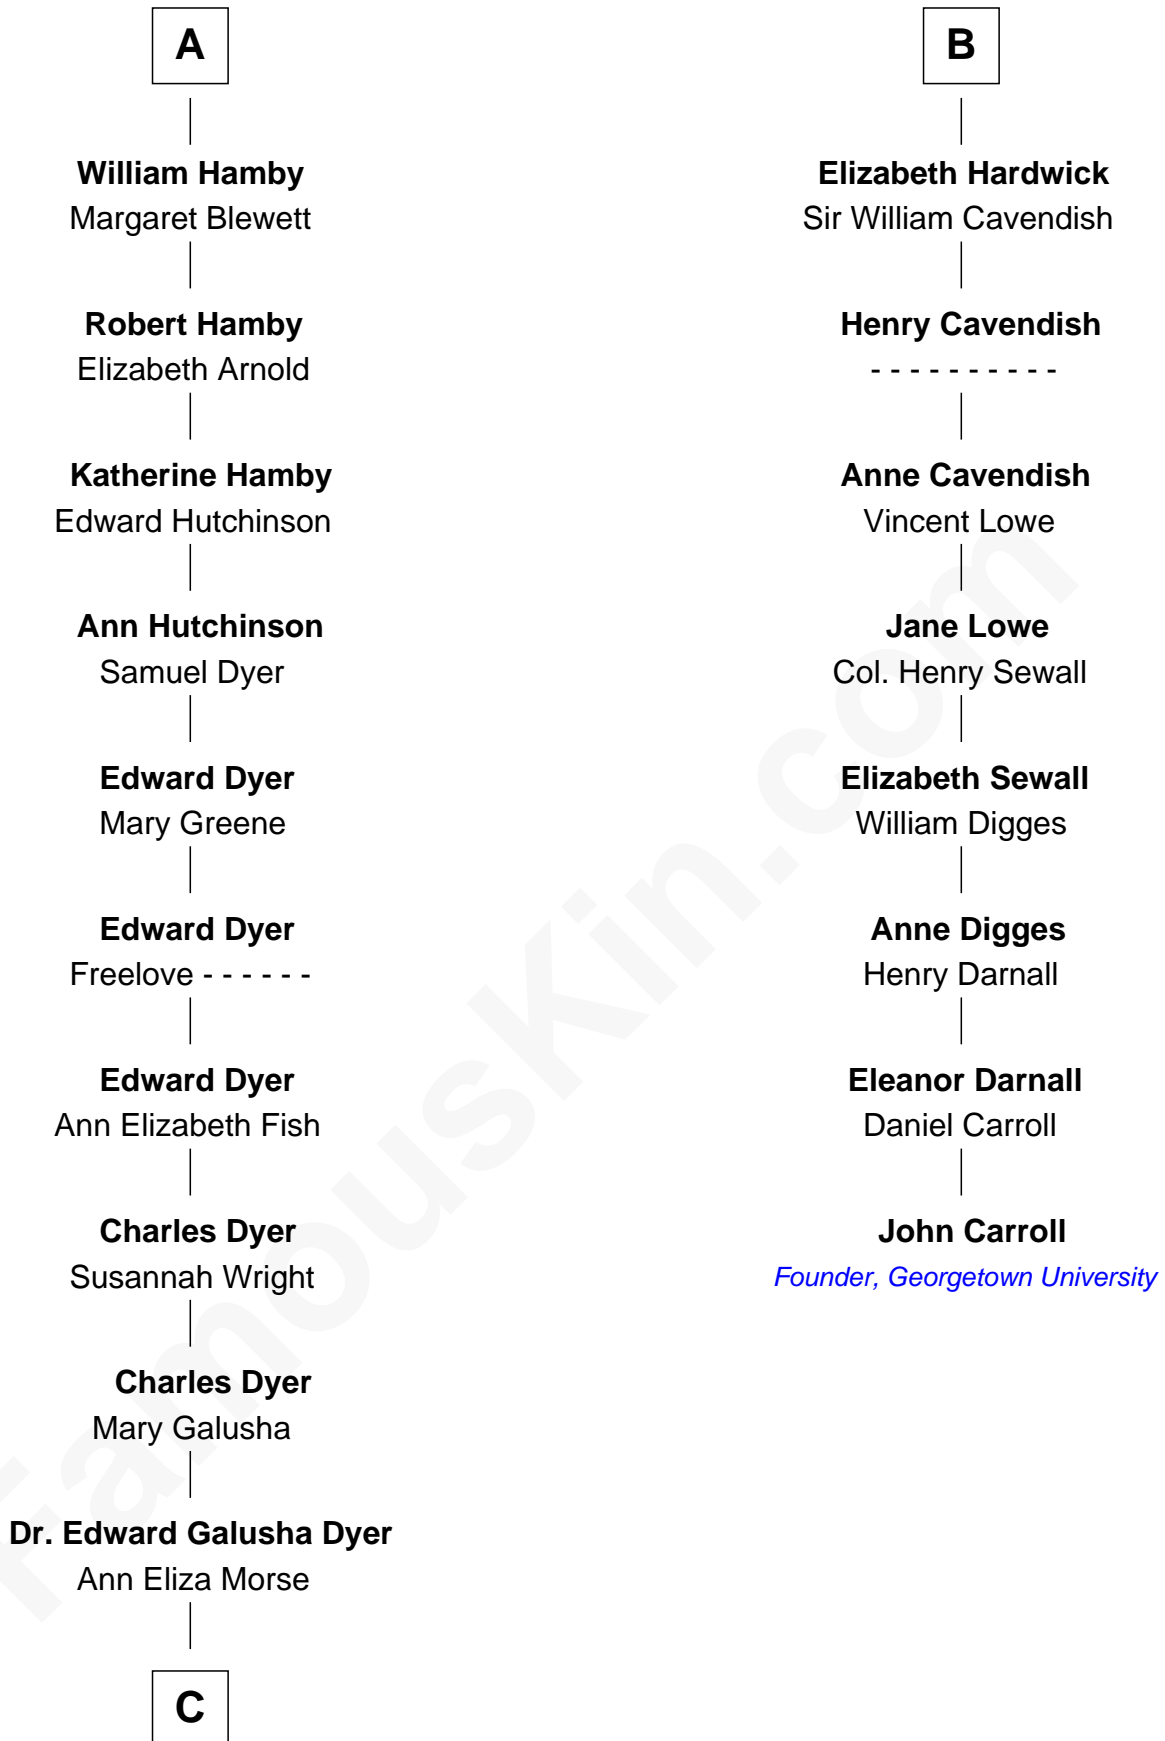 A
William Hamby
Margaret Blewett
Robert Hamby
Elizabeth Arnold
Katherine Hamby
Edward Hutchinson
Ann Hutchinson
Samuel Dyer
Edward Dyer
Mary Greene
Edward Dyer
Freelove - - - - - -
Edward Dyer
Ann Elizabeth Fish
Charles Dyer
Susannah Wright
Charles Dyer
Mary Galusha
Dr. Edward Galusha Dyer
Ann Eliza Morse
C
B
Elizabeth Hardwick
Sir William Cavendish
Henry Cavendish
- - - - - - - - - -
Anne Cavendish
Vincent Lowe
Jane Lowe
Col. Henry Sewall
Elizabeth Sewall
William Digges
Anne Digges
Henry Darnall
Eleanor Darnall
Daniel Carroll
John Carroll
Founder, Georgetown University
FamousKin.com